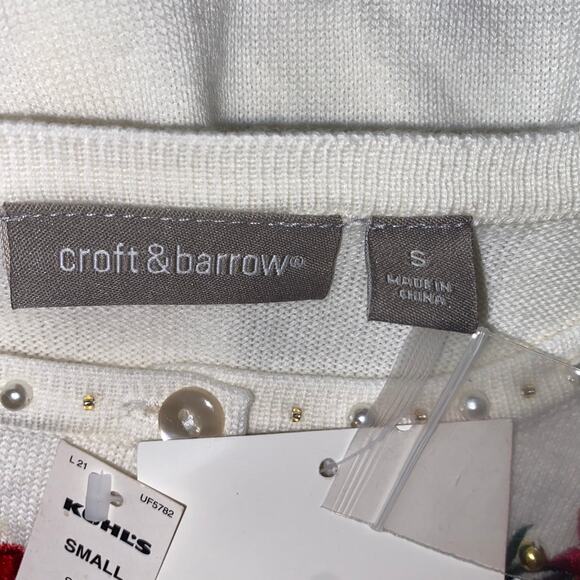 croft & barrow®
S
MADE IN
CHINA
L 21
UF5782
KOHL'S
SMALL